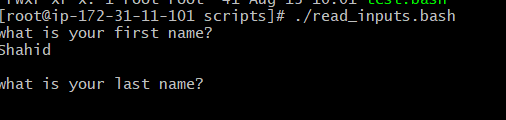 [root@ip-172-31-11-101 scripts]# ./read_inputs.bash
what is your first name?
Shahid
what is your last name?